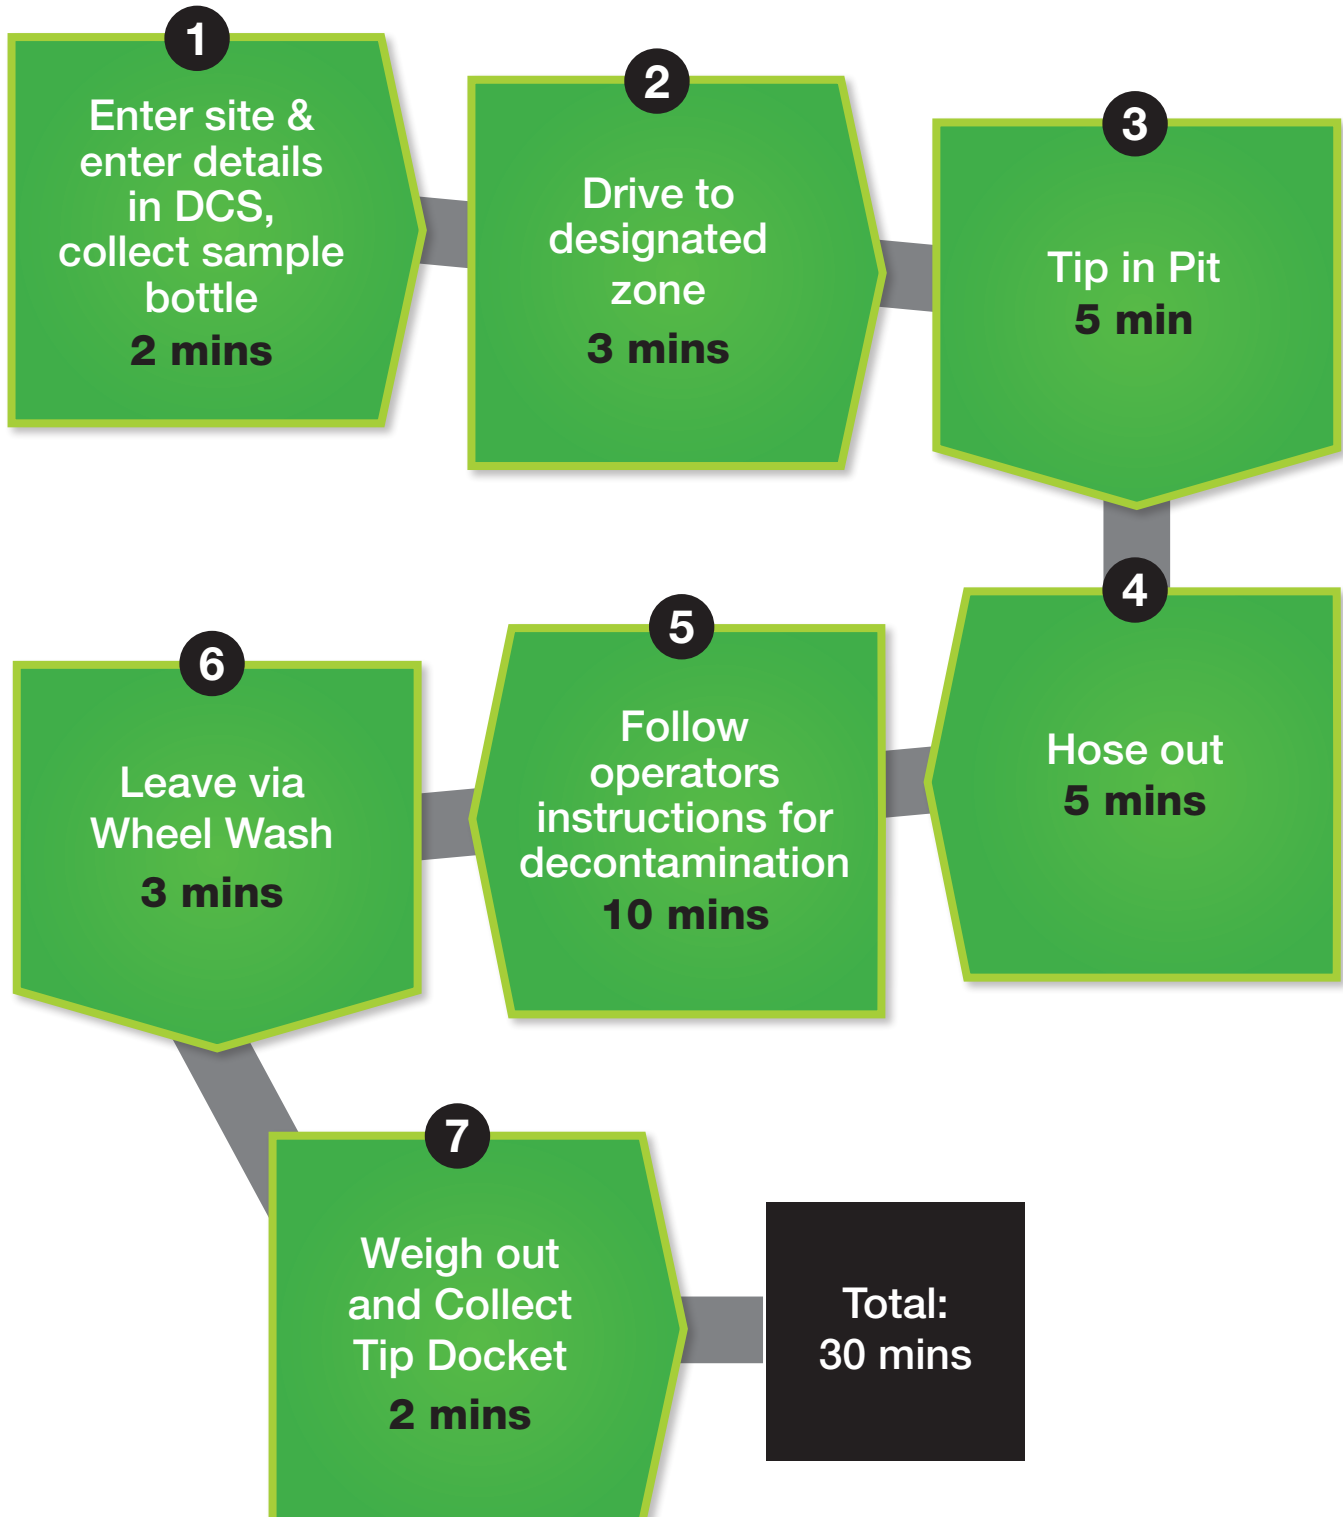 1
Enter site &
enter details
in DCS,
collect sample
bottle
2 mins
2
Drive to
designated
zone
3 mins
3
Tip in Pit
5 min
4
Hose out
5 mins
5
Follow
operators
instructions for
decontamination
10 mins
6
Leave via
Wheel Wash
3 mins
7
Weigh out
and Collect
Tip Docket
2 mins
Total:
30 mins